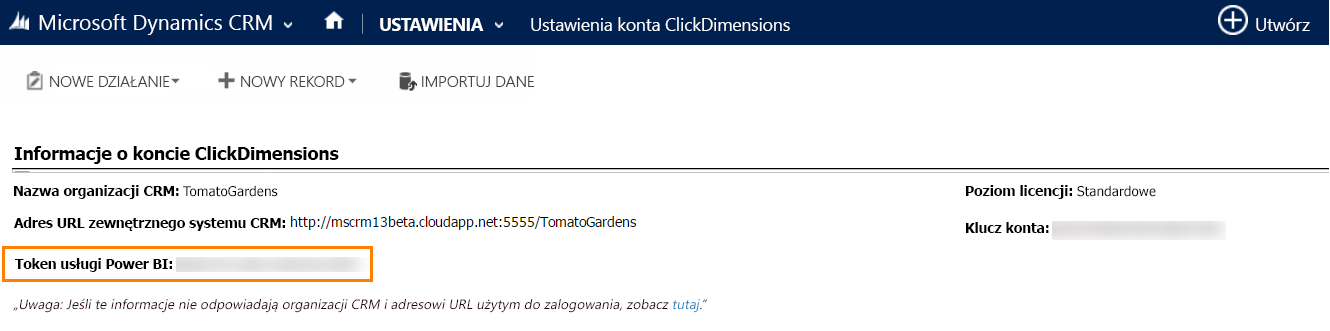 Microsoft Dynamics CRM USTAWIENIA Ustawienia konta ClickDimensions Utwórz
NOWE DZIAŁANIE NOWY REKORD IMPORTUJ DANE
Informacje o koncie ClickDimensions
Nazwa organizacji CRM: TomatoGardens Poziom licencji: Standardowe
Adres URL zewnętrznego systemu CRM: http://mscrm13beta.cloudapp.net:5555/TomatoGardens Klucz konta:
Token usługi Power BI:
„Uwaga: Jeśli te informacje nie odpowiadają organizacji CRM i adresowi URL użytym do zalogowania, zobacz tutaj.”